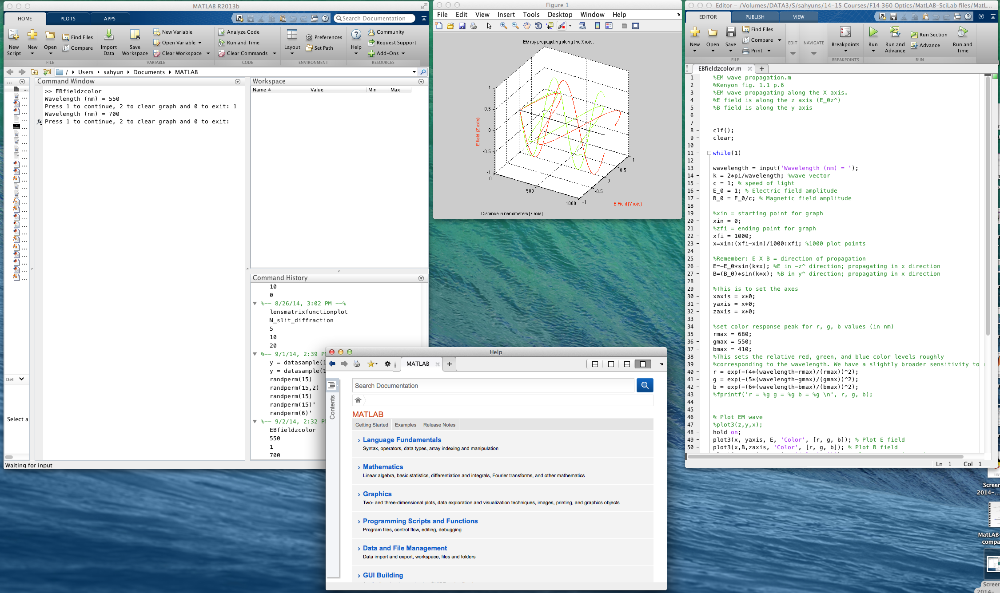 MATLAB R2013b
HOME PLOTS APPS
Search Documentation
New Script
New
Open
Find Files
Compare
Import Data
Save Workspace
New Variable
Open Variable
Clear Workspace
Analyze Code
Run and Time
Clear Commands
Layout
Preferences
Set Path
Help
Community
Request Support
Add-Ons
FILE VARIABLE CODE ENVIRONMENT RESOURCES
/ Users sahyun Documents MATLAB
Command Window
>> EBfieldzcolor
Wavelength (nm) = 550
Press 1 to continue, 2 to clear graph and 0 to exit: 1
Wavelength (nm) = 700
fx Press 1 to continue, 2 to clear graph and 0 to exit:
Workspace
Name Value Min Max
Command History
10
0
%-- 8/26/14, 3:02 PM --%
lensmatrixfunctionplot
N_slit_diffraction
5
10
20
%-- 9/1/14, 2:39 P
y = datasample(1
y = datasample(1
randperm(15)
randperm(15,2)
randperm(15)
randperm(15)'
randperm(6)'
%-- 9/2/14, 2:32 P
EBfieldzcolor
550
1
700
Det
Select a
Waiting for input
Figure 1
File Edit View Insert Tools Desktop Window Help
EM ray propagating along the X axis.
1
0.5
0
-0.5
-1
E field (Z axis)
0
500
1000
Distance in nanometers (X axis)
-1
-0.5
0
0.5
1
B Field (Y axis)
Help
MATLAB
Search Documentation
Contents
MATLAB
Getting Started Examples Release Notes
Language Fundamentals
Syntax, operators, data types, array indexing and manipulation
Mathematics
Linear algebra, basic statistics, differentiation and integrals, Fourier transforms, and other mathematics
Graphics
Two- and three-dimensional plots, data exploration and visualization techniques, images, printing, and graphics objects
Programming Scripts and Functions
Program files, control flow, editing, debugging
Data and File Management
Data import and export, workspace, files and folders
GUI Building
Editor - /Volumes/DATA3/S/sahyuns/14-15 Courses/F14 360 Optics/MatLAB-SciLab files/MatL...
EDITOR PUBLISH VIEW
New
Open
Save
Find Files
Compare
Print
EDIT
NAVIGATE
Breakpoints
Run
Run and Advance
Run Section
Advance
Run and Time
FILE BREAKPOINTS RUN
EBfieldzcolor.m
1 %EM wave propagation.m
2 %Kenyon fig. 1.1 p.6
3 %EM wave propagating along the X axis.
4 %E field is along the z axis (E_0z^)
5 %B field is along the y axis
6
7
8 clf();
9 clear;
10
11 while(1)
12
13 wavelength = input('Wavelength (nm) = ');
14 k = 2*pi/wavelength; %wave vector
15 c = 1; % speed of light
16 E_0 = 1; % Electric field amplitude
17 B_0 = E_0/c; % Magnetic field amplitude
18
19 %xin = starting point for graph
20 xin = 0;
21 %zfi = ending point for graph
22 xfi = 1000;
23 x=xin:(xfi-xin)/1000:xfi; %1000 plot points
24
25 %Remember: E X B = direction of propagation
26 E=-E_0*sin(k*x); %E in -z^ direction; propagating in x direction
27 B=(B_0)*sin(k*x); %B in y^ direction; propagating in x direction
28
29 %This is to set the axes
30 xaxis = x*0;
31 yaxis = x*0;
32 zaxis = x*0;
33
34 %set color response peak for r, g, b values (in nm)
35 rmax = 680;
36 gmax = 550;
37 bmax = 410;
38 %This sets the relative red, green, and blue color levels roughly
39 %corresponding to the wavelength. We have a slightly broader sensitivity to
40 r = exp(-(4*(wavelength-rmax)/(rmax))^2);
41 g = exp(-(5*(wavelength-gmax)/(gmax))^2);
42 b = exp(-(6*(wavelength-bmax)/(bmax))^2);
43 %fprintf('r = %g g = %g b = %g \n', r, g, b);
44
45
46 % Plot EM wave
47 %plot3(z,y,x);
48 hold on;
49 plot3(x, yaxis, E, 'Color', [r, g, b]); % Plot E field
50 plot3(x,B,zaxis, 'Color', [r, g, b]); % Plot B field
Ln 1 Col 1
Screen
2014-...
MatLAB-
compa
Screen
2014-